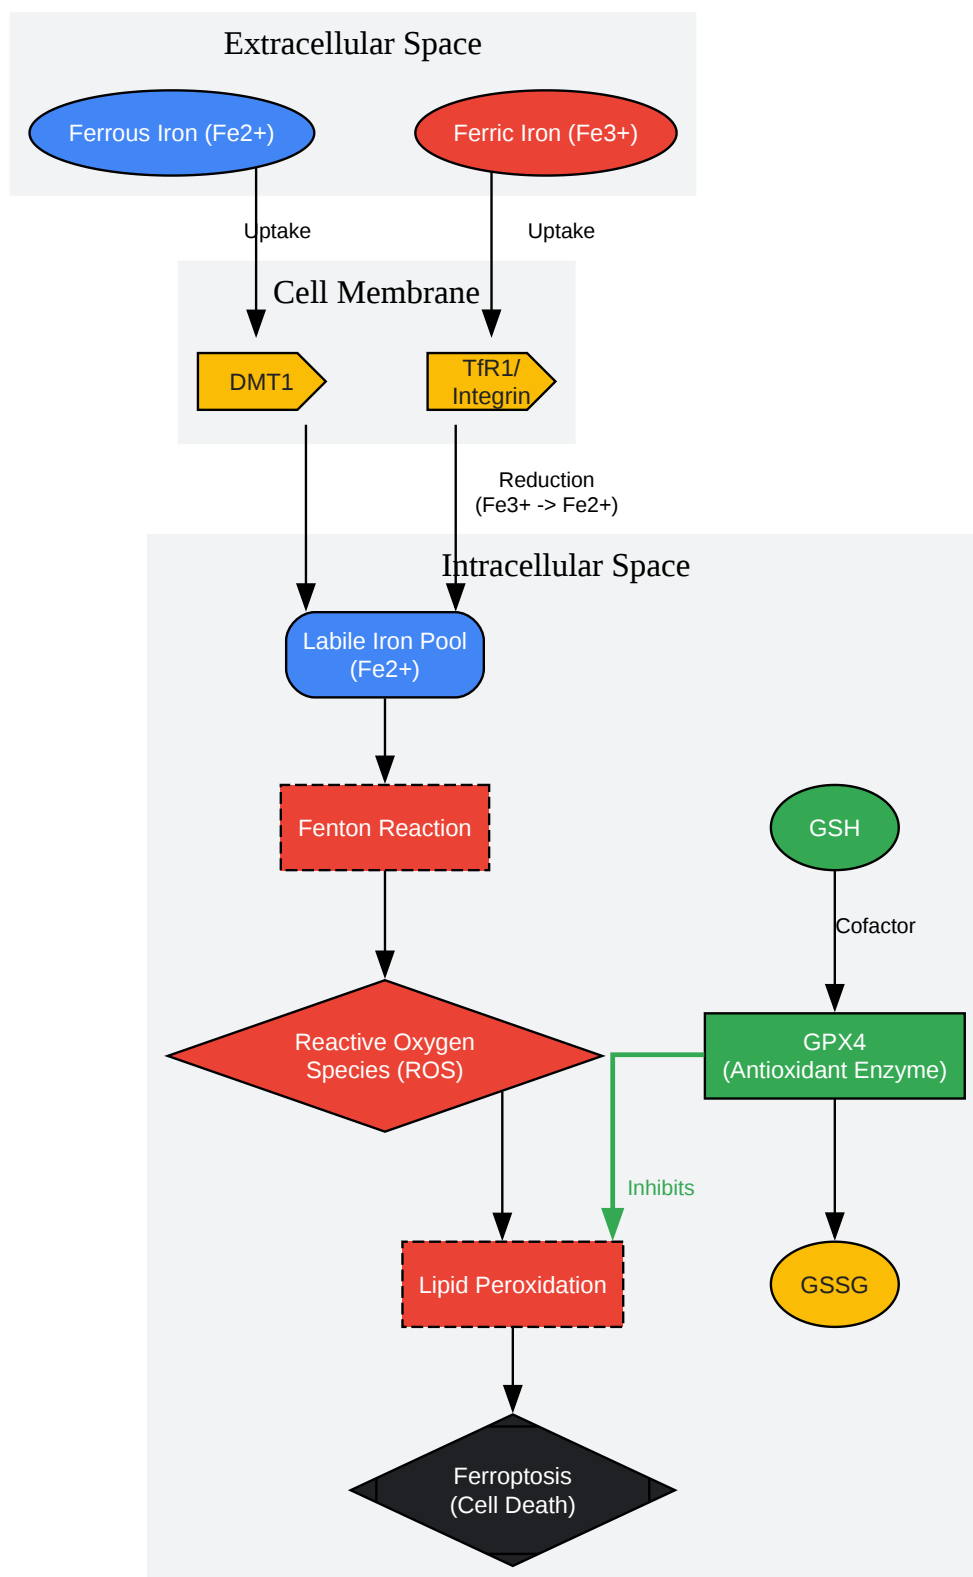 Extracellular Space
Ferrous Iron (Fe2+)
Ferric Iron (Fe3+)
Uptake
Uptake
Cell Membrane
DMT1
TfR1/
Integrin
Reduction
(Fe3+ -> Fe2+)
Intracellular Space
Labile Iron Pool
(Fe2+)
Fenton Reaction
GSH
Cofactor
Reactive Oxygen
Species (ROS)
GPX4
(Antioxidant Enzyme)
Inhibits
Lipid Peroxidation
GSSG
Ferroptosis
(Cell Death)